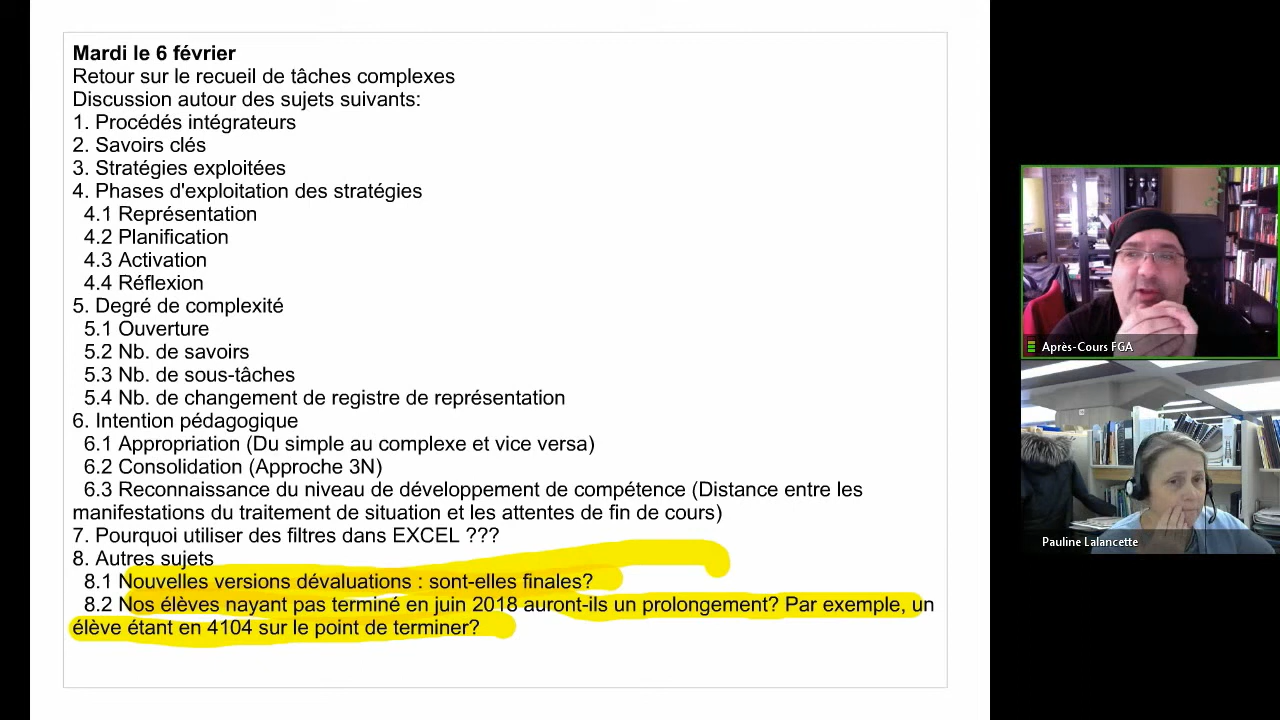 Mardi le 6 février
Retour sur le recueil de tâches complexes
Discussion autour des sujets suivants:
1. Procédés intégrateurs
2. Savoirs clés
3. Stratégies exploitées
4. Phases d'exploitation des stratégies
4.1 Représentation
4.2 Planification
4.3 Activation
4.4 Réflexion
5. Degré de complexité
5.1 Ouverture
5.2 Nb. de savoirs
5.3 Nb. de sous-tâches
5.4 Nb. de changement de registre de représentation
6. Intention pédagogique
6.1 Appropriation (Du simple au complexe et vice versa)
6.2 Consolidation (Approche 3N)
6.3 Reconnaissance du niveau de développement de compétence (Distance entre les
manifestations du traitement de situation et les attentes de fin de cours)
7. Pourquoi utiliser des filtres dans EXCEL ???
8. Autres sujets
8.1 Nouvelles versions dévaluations : sont-elles finales?
8.2 Nos élèves nayant pas terminé en juin 2018 auront-ils un prolongement? Par exemple, un
élève étant en 4104 sur le point de terminer?
Après-Cours FGA
Pauline Lalancette